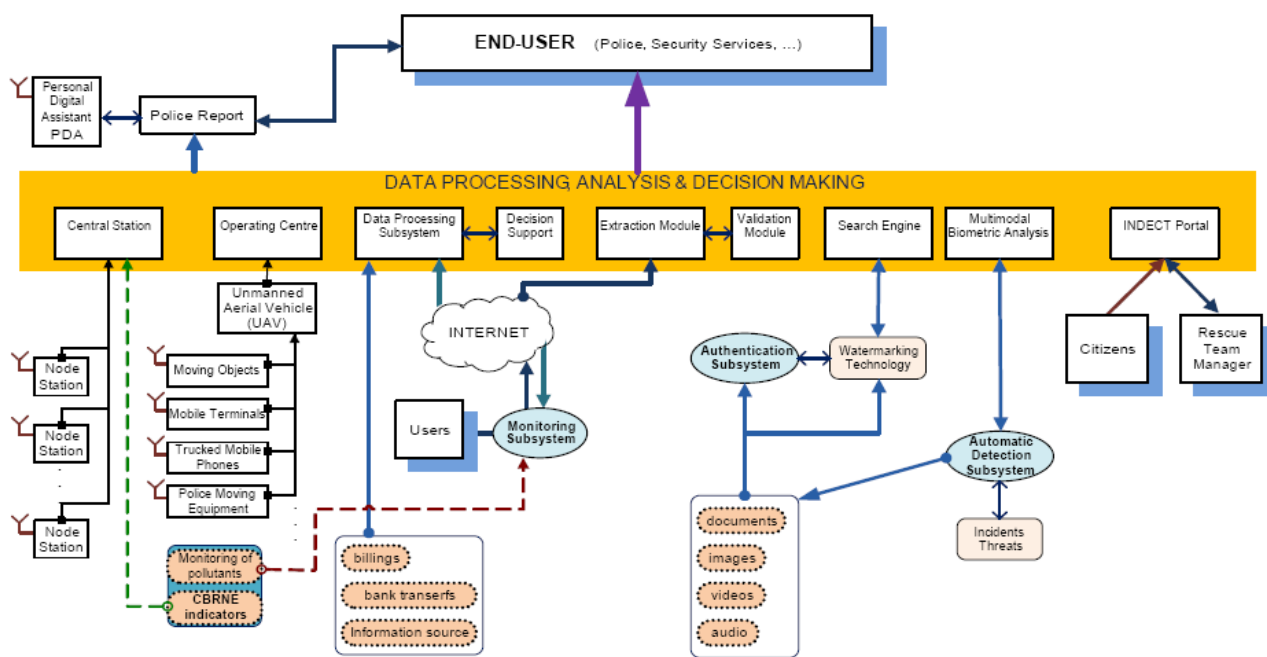 END-USER (Police, Security Services, ...)
Personal
Digital
Assistant
PDA
Police Report
DATA PROCESSING, ANALYSIS & DECISION MAKING
Central Station
Operating Centre
Data Processing
Subsystem
Decision
Support
Extraction Module
Validation
Module
Search Engine
Multimodal
Biometric Analysis
INDECT Portal
Unmanned
Aerial Vehicle
(UAV)
INTERNET
Node
Station
Moving Objects
Authentication
Subsystem
Watermarking
Technology
Citizens
Rescue
Team
Manager
Node
Station
Mobile Terminals
Users
Monitoring
Subsystem
Trucked Mobile
Phones
Automatic
Detection
Subsystem
Police Moving
Equipment
Node
Station
documents
Incidents
Threats
Monitoring of
pollutants
billings
images
CBRNE
indicators
bank transerfs
videos
Information source
audio